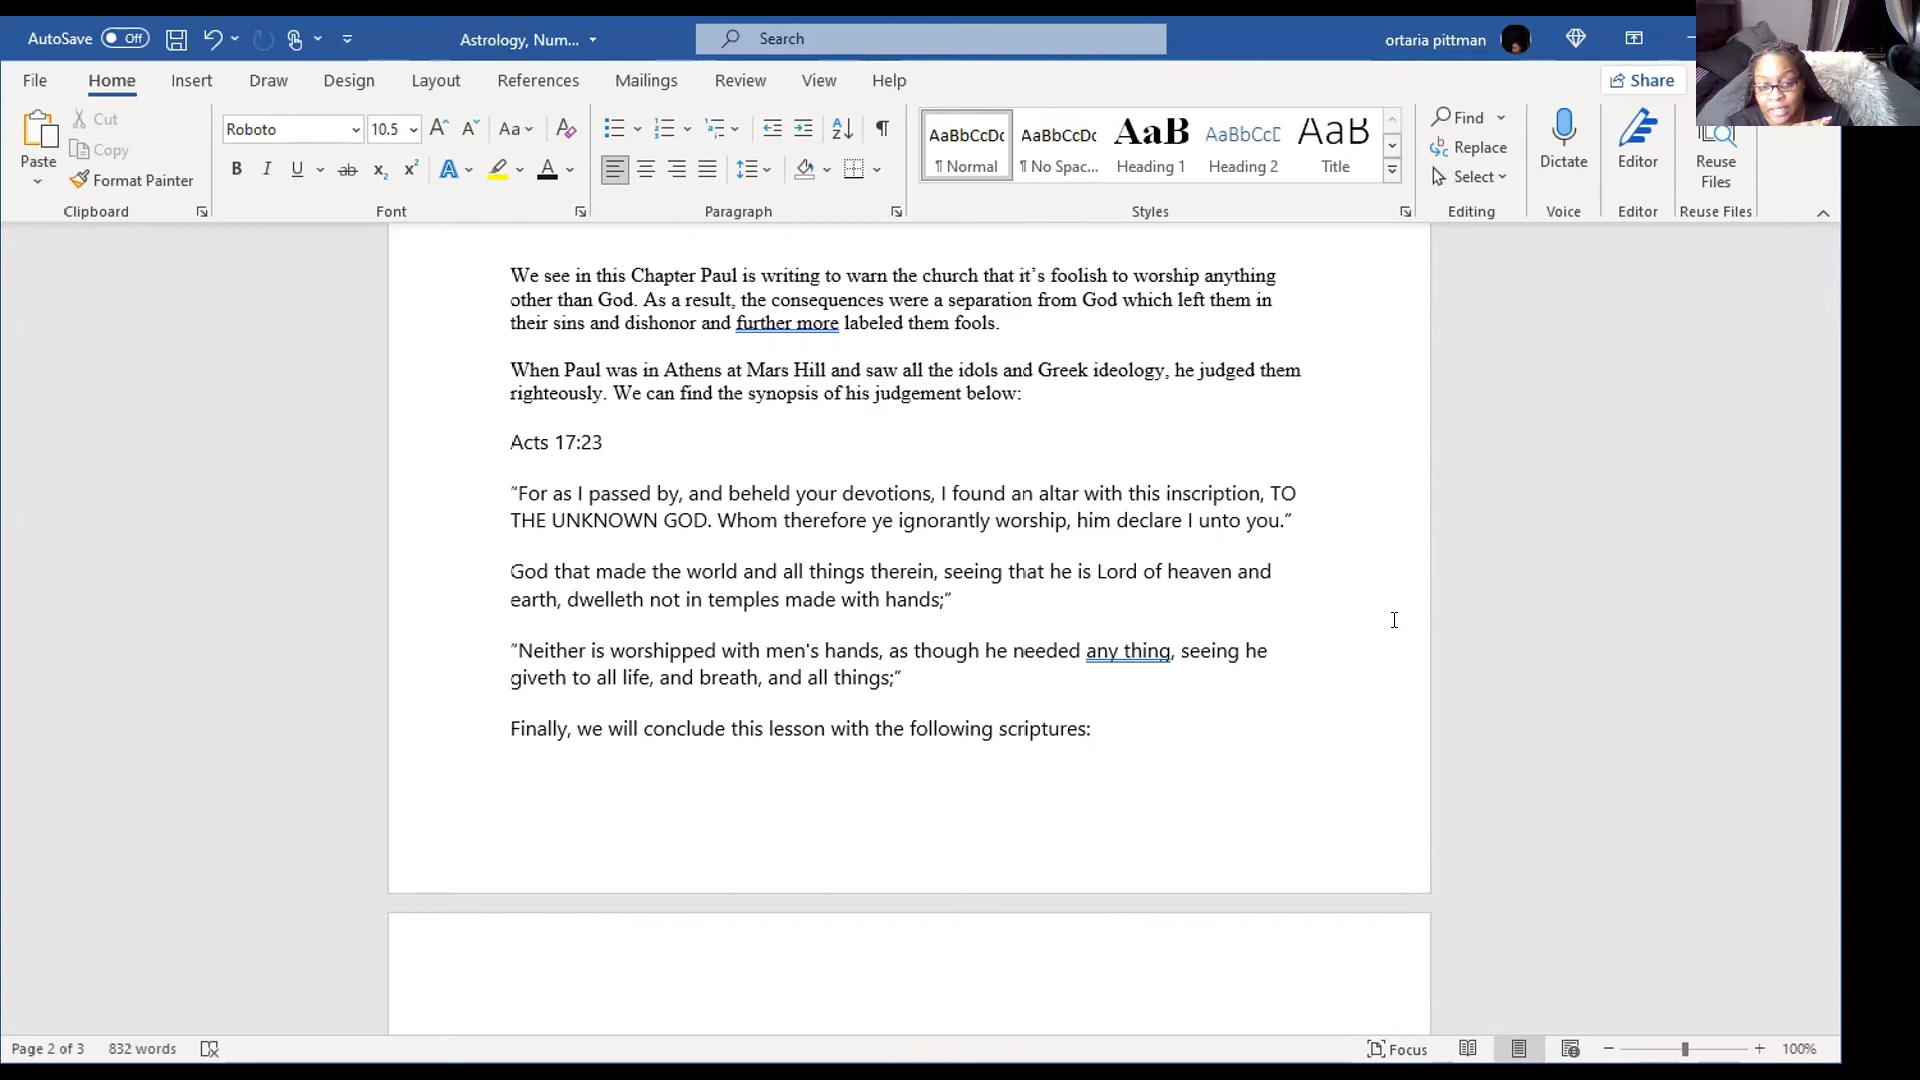 AutoSave Off Astrology, Num... Search ortaria pittman
File Home Insert Draw Design Layout References Mailings Review View Help Share
Paste Cut Copy Format Painter Clipboard
Roboto 10.5 Aa B I U ab x₂ x² A A Font
Paragraph
AaBbCcDc AaBbCcDc AaB AaBbCcD AaB
¶ Normal ¶ No Spac... Heading 1 Heading 2 Title
Styles
Find Replace Select Editing
Dictate Voice
Editor Editor
Reuse Files Reuse Files
We see in this Chapter Paul is writing to warn the church that it’s foolish to worship anything
other than God. As a result, the consequences were a separation from God which left them in
their sins and dishonor and further more labeled them fools.
When Paul was in Athens at Mars Hill and saw all the idols and Greek ideology, he judged them
righteously. We can find the synopsis of his judgement below:
Acts 17:23
“For as I passed by, and beheld your devotions, I found an altar with this inscription, TO
THE UNKNOWN GOD. Whom therefore ye ignorantly worship, him declare I unto you.”
God that made the world and all things therein, seeing that he is Lord of heaven and
earth, dwelleth not in temples made with hands;”
“Neither is worshipped with men's hands, as though he needed any thing, seeing he
giveth to all life, and breath, and all things;”
Finally, we will conclude this lesson with the following scriptures:
Page 2 of 3 832 words Focus 100%